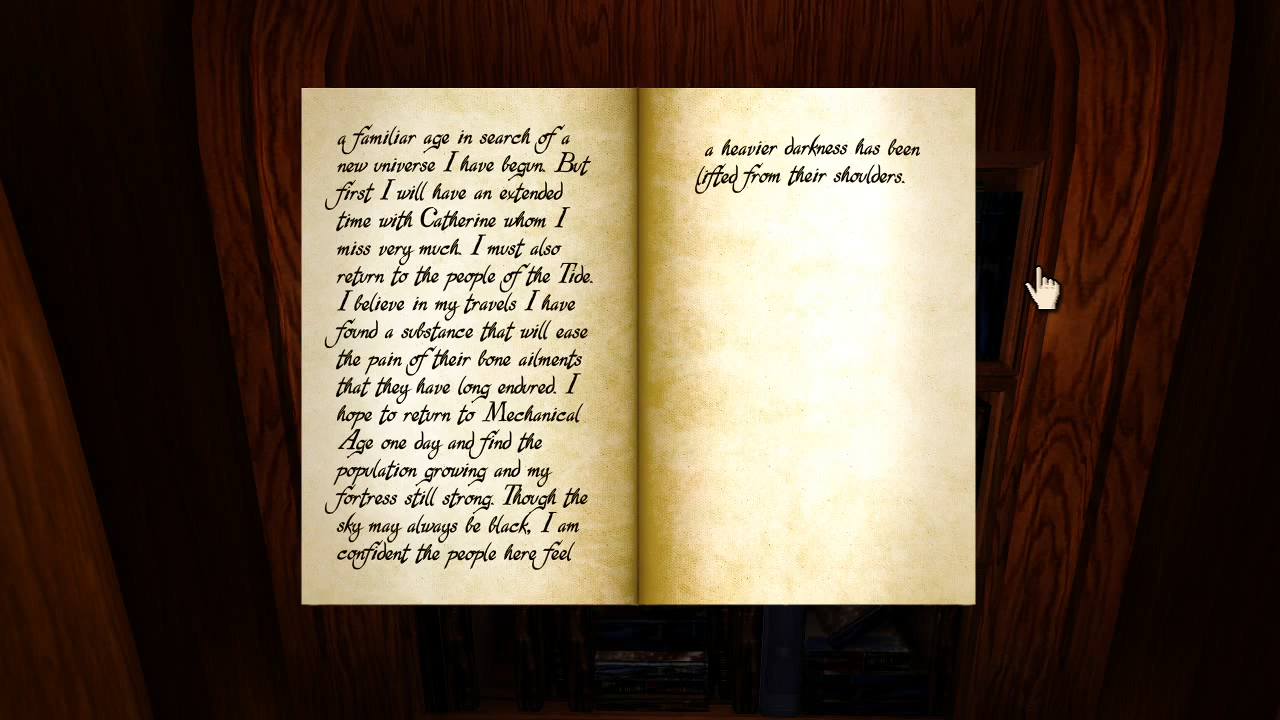 a familiar age in search of a
new universe I have begun. But
first I will have an extended
time with Catherine whom I
miss very much. I must also
return to the people of the Tide.
I believe in my travels I have
found a substance that will ease
the pain of their bone ailments
that they have long endured. I
hope to return to Mechanical
Age one day and find the
population growing and my
fortress still strong. Though the
sky may always be black, I am
confident the people here feel
a heavier darkness has been
lifted from their shoulders.